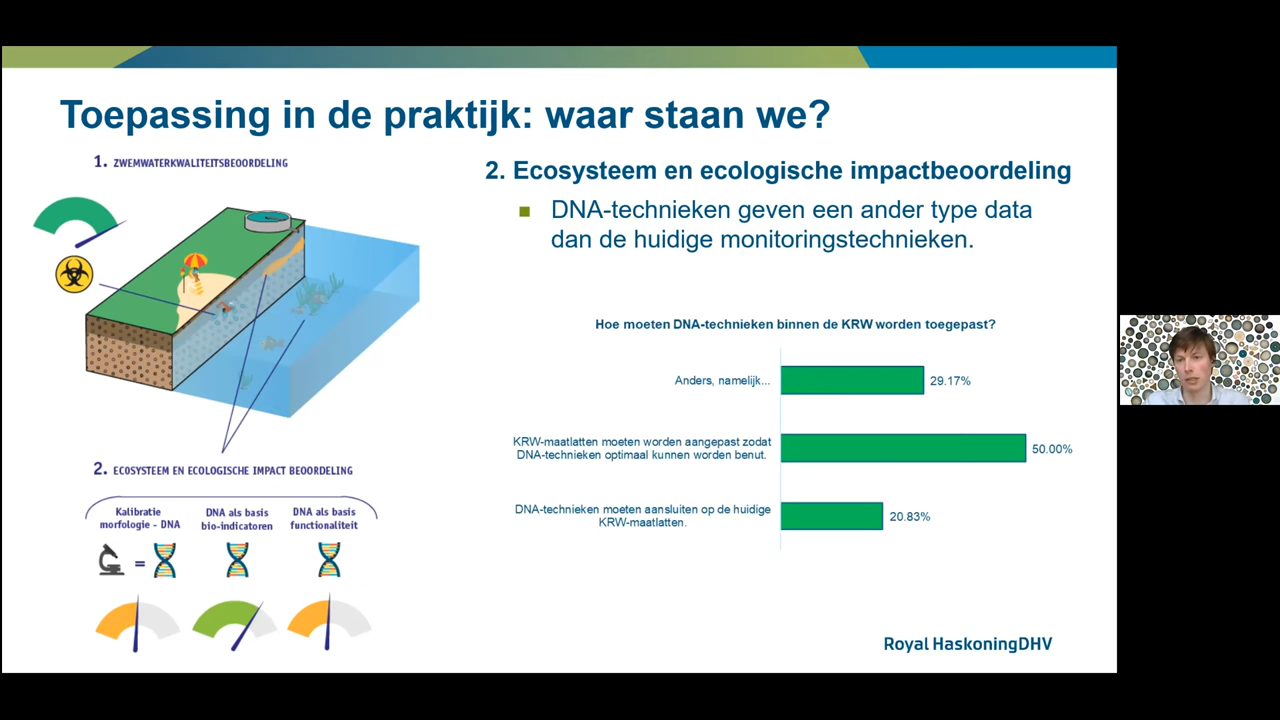 Toepassing in de praktijk: waar staan we?
1. ZWEMWATERKWALITEITSBEOORDELING
2. ECOSYSTEEM EN ECOLOGISCHE IMPACT BEOORDELING
Kalibratie
morfologie - DNA
DNA als basis
bio-indicatoren
DNA als basis
functionaliteit
=
2. Ecosysteem en ecologische impactbeoordeling
DNA-technieken geven een ander type data
dan de huidige monitoringstechnieken.
Hoe moeten DNA-technieken binnen de KRW worden toegepast?
Anders, namelijk...
29.17%
KRW-maatlatten moeten worden aangepast zodat
DNA-technieken optimaal kunnen worden benut.
50.00%
DNA-technieken moeten aansluiten op de huidige
KRW-maatlatten.
20.83%
Royal HaskoningDHV